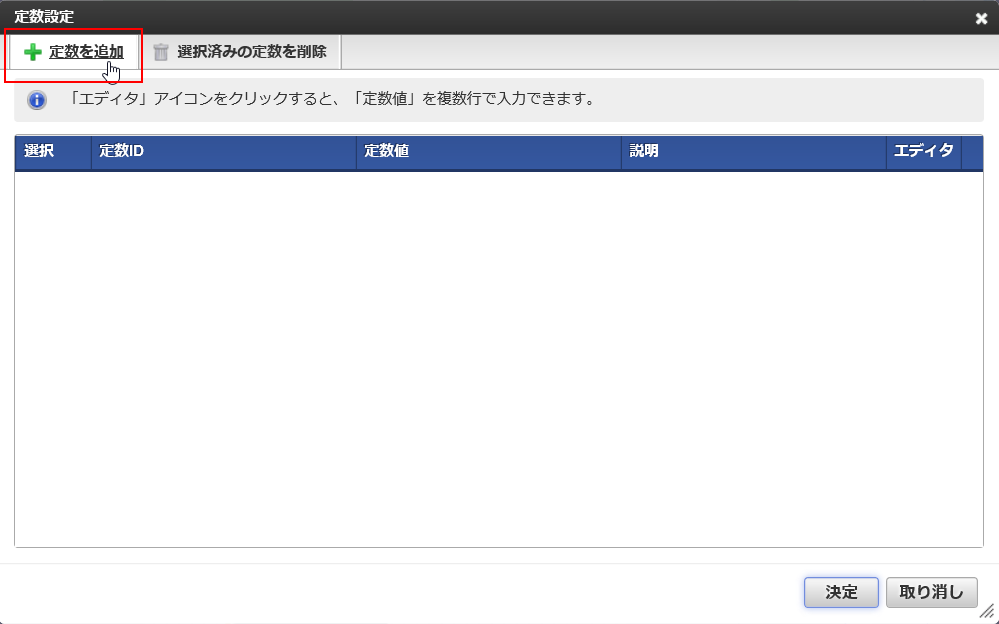 定数設定
定数を追加 選択済みの定数を削除
「エディタ」アイコンをクリックすると、「定数値」を複数行で入力できます。
選択 定数ID 定数値 説明 エディタ
決定 取り消し